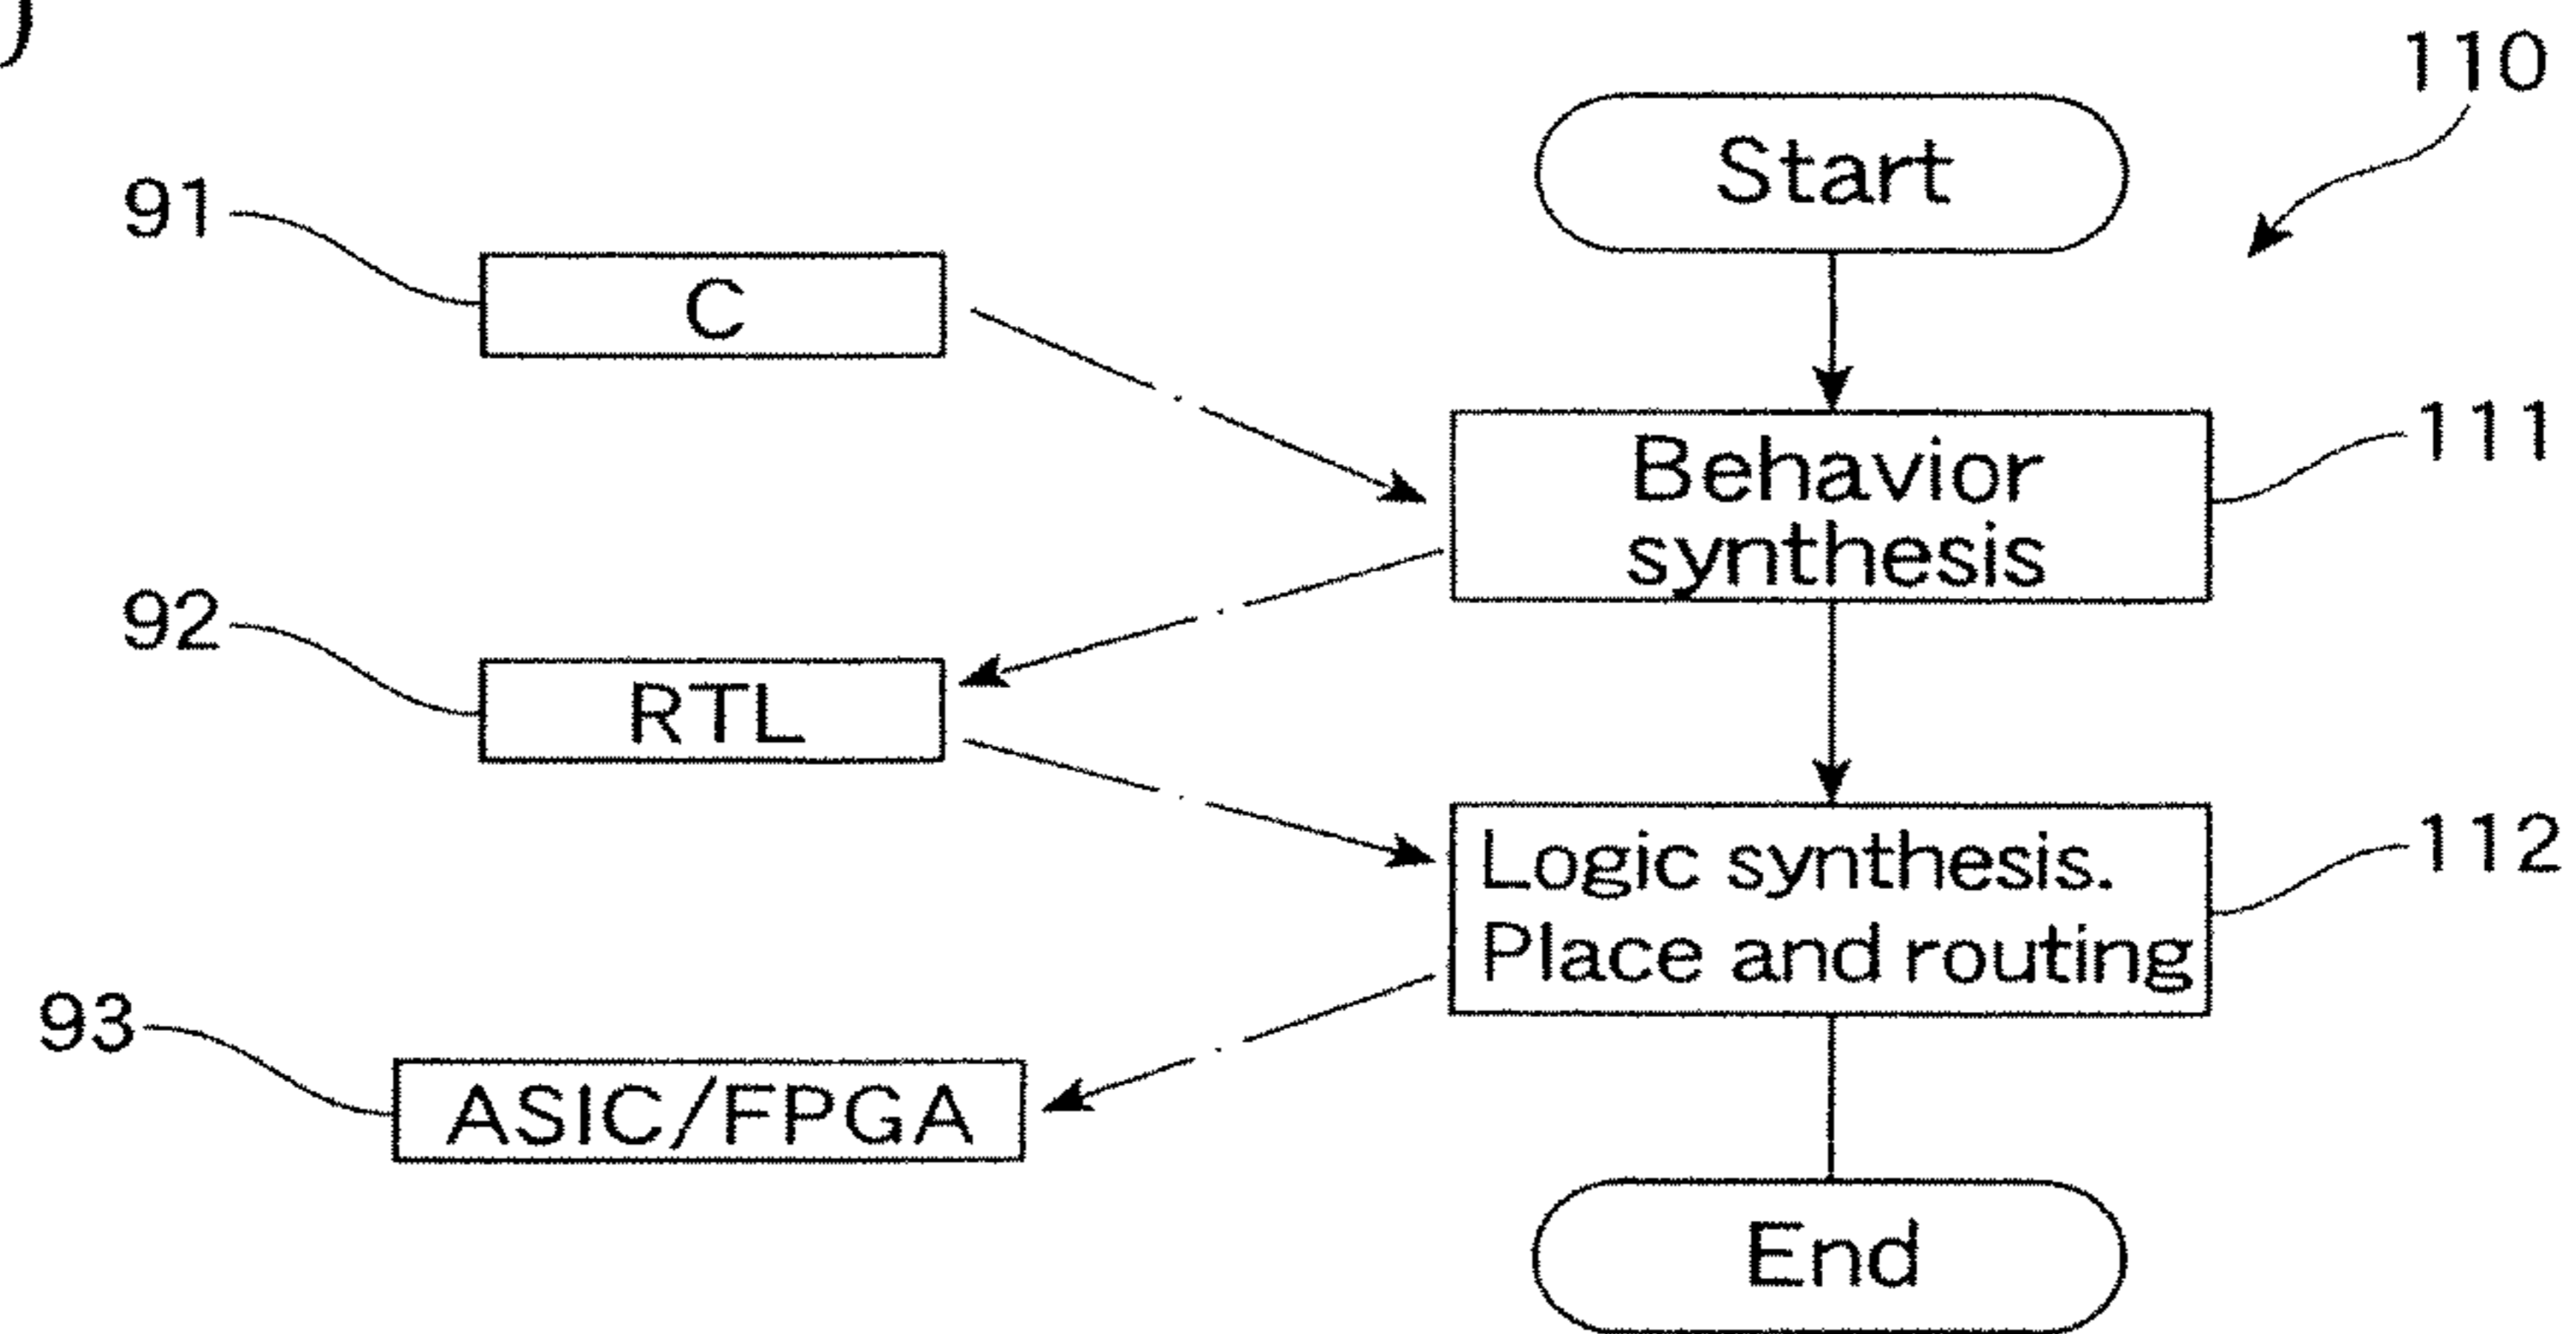 )
110
Start
91
C
111
Behavior
synthesis
92
RTL
112
Logic synthesis.
Place and routing
93
ASIC/FPGA
End